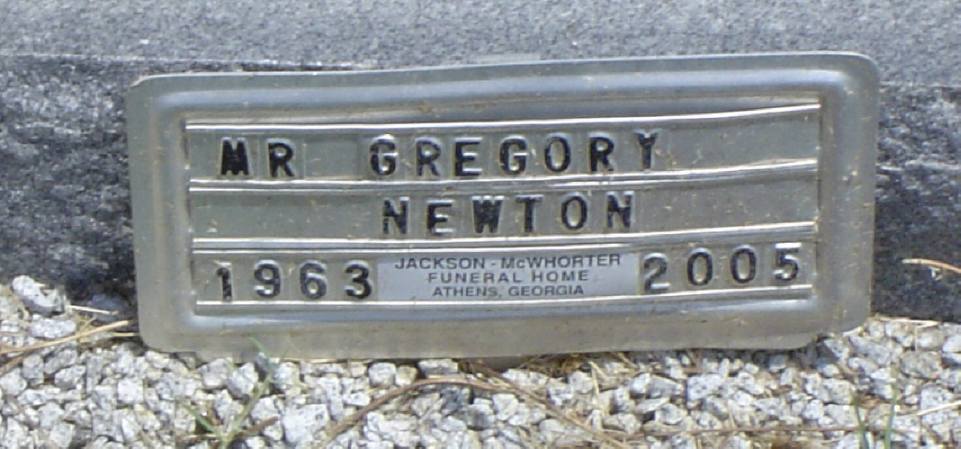 MR GREGORY
NEWTON
1963 JACKSON - McWHORTER FUNERAL HOME ATHENS, GEORGIA 2005